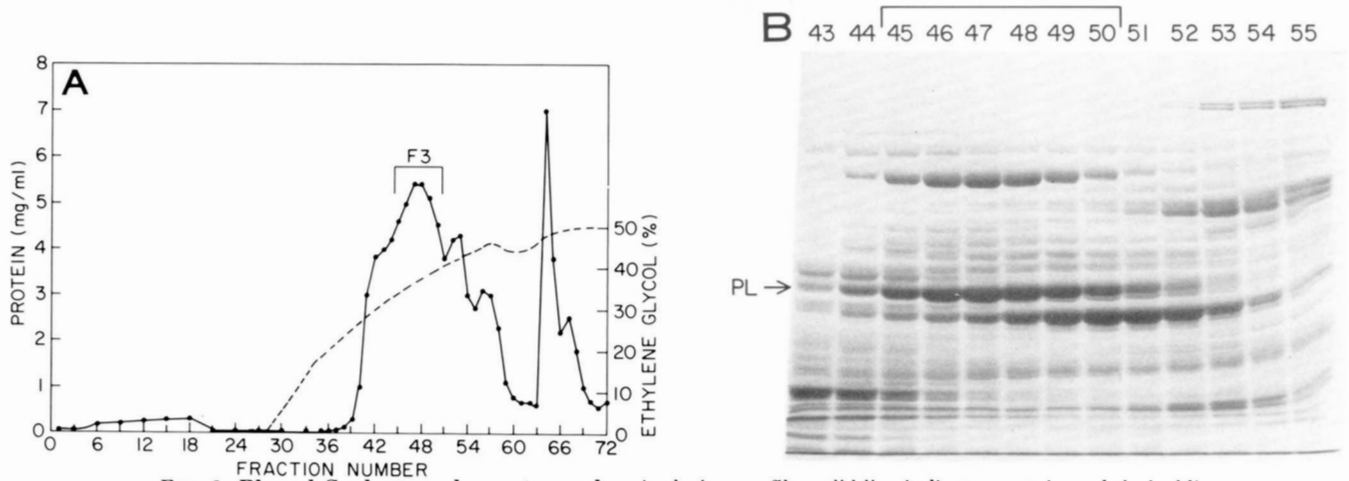 A
8
7
6
5
4
3
2
1
0
PROTEIN (mg/ml)
F3
50
40
30
20
10
0
ETHYLENE GLYCOL (%)
0 6 12 18 24 30 36 42 48 54 60 66 72
FRACTION NUMBER
B 43 44 45 46 47 48 49 50 51 52 53 54 55
PL →